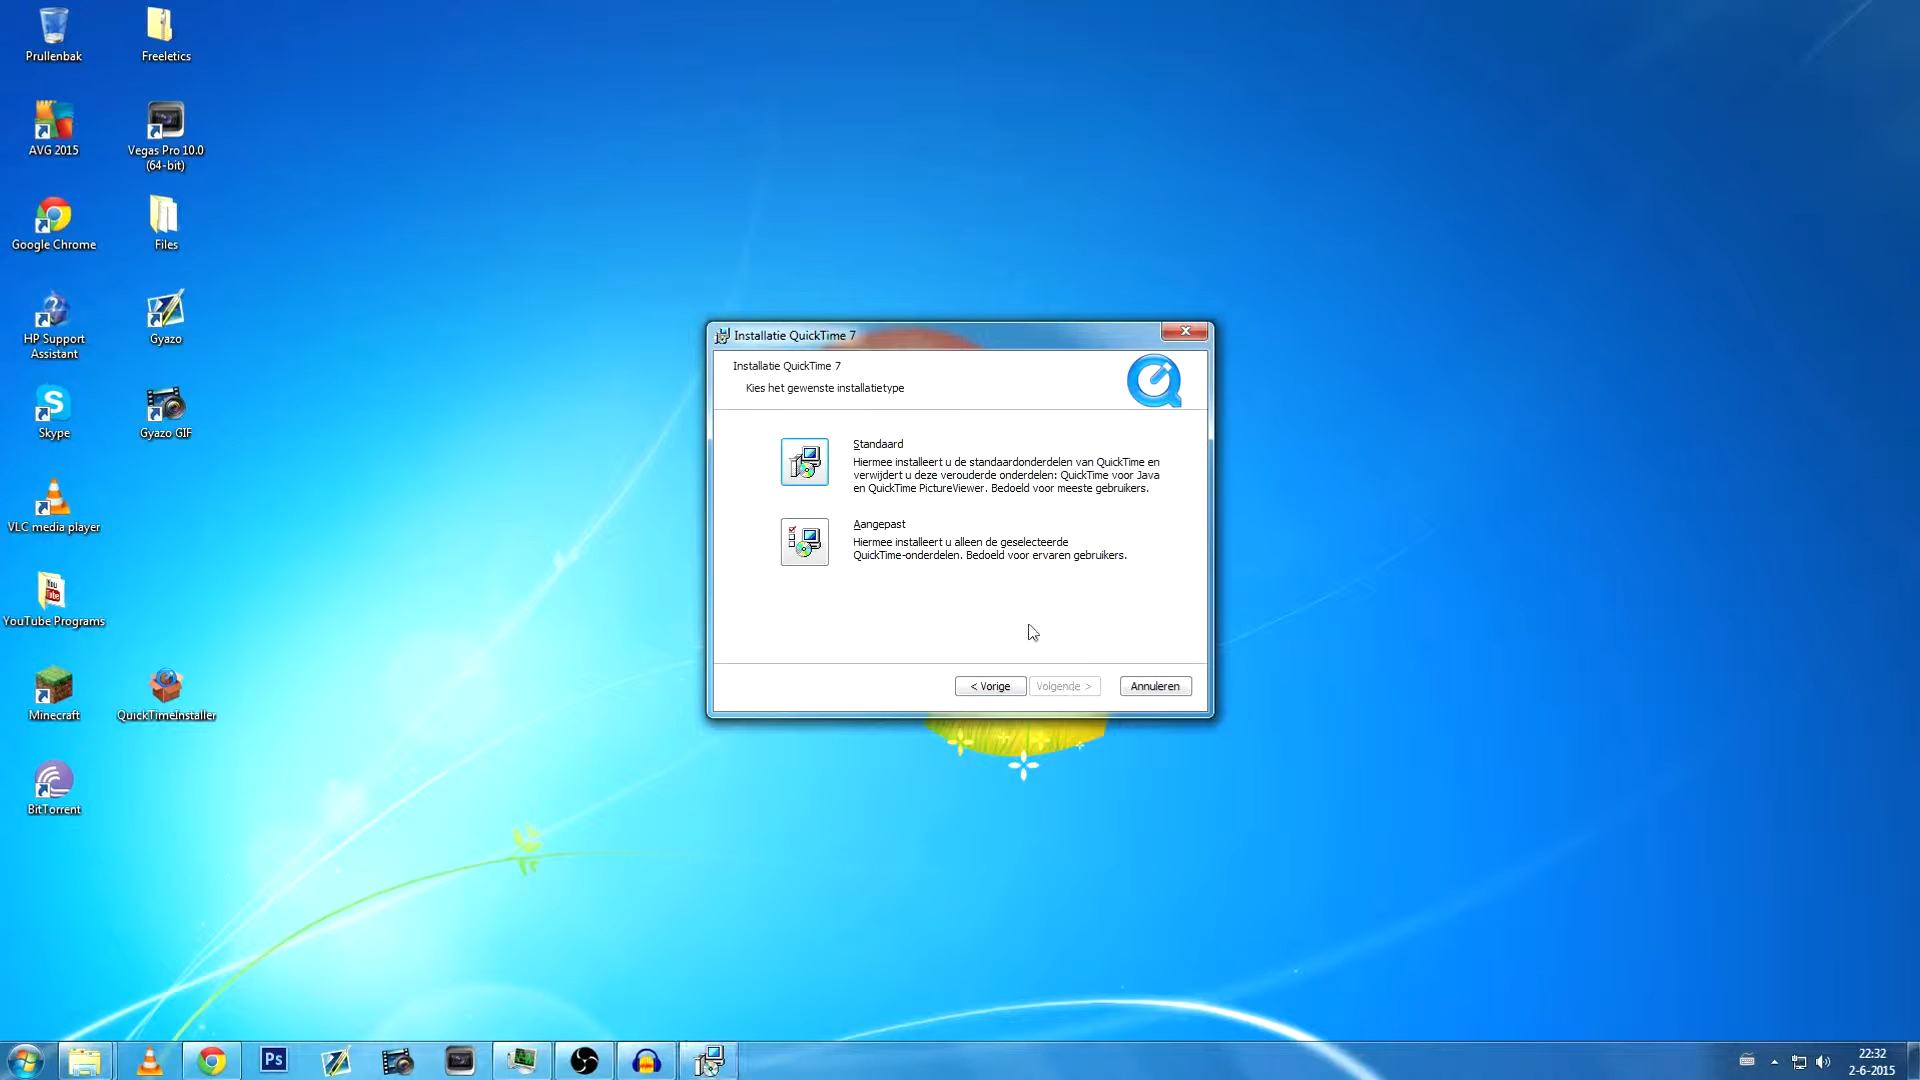 Prullenbak
Freeletics
AVG 2015
Vegas Pro 10.0
(64-bit)
Google Chrome
Files
HP Support
Assistant
Gyazo
Skype
Gyazo GIF
VLC media player
You
Tube
YouTube Programs
Minecraft
QuickTimeInstaller
BitTorrent
Installatie QuickTime 7
Installatie QuickTime 7
Kies het gewenste installatietype
Standaard
Hiermee installeert u de standaardonderdelen van QuickTime en
verwijdert u deze verouderde onderdelen: QuickTime voor Java
en QuickTime PictureViewer. Bedoeld voor meeste gebruikers.
Aangepast
Hiermee installeert u alleen de geselecteerde
QuickTime-onderdelen. Bedoeld voor ervaren gebruikers.
< Vorige
Volgende >
Annuleren
Ps
22:32
2-6-2015